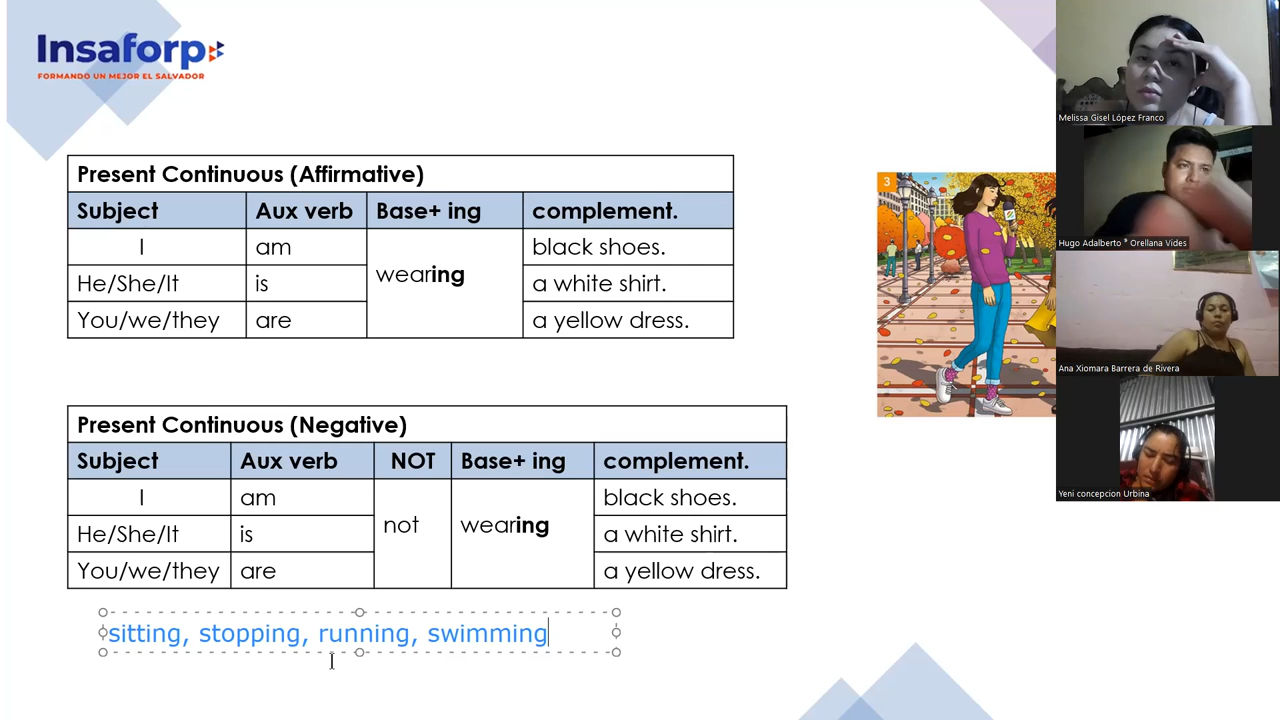 Insaforp
FORMANDO UN MEJOR EL SALVADOR
Present Continuous (Affirmative)
Subject Aux verb Base+ ing complement.
I am wearing black shoes.
He/She/It is a white shirt.
You/we/they are a yellow dress.
3
Present Continuous (Negative)
Subject Aux verb NOT Base+ ing complement.
I am not wearing black shoes.
He/She/It is a white shirt.
You/we/they are a yellow dress.
sitting, stopping, running, swimming
Melissa Gisel López Franco
Hugo Adalberto * Orellana Vides
Ana Xiomara Barrera de Rivera
Yeni concepcion Urbina